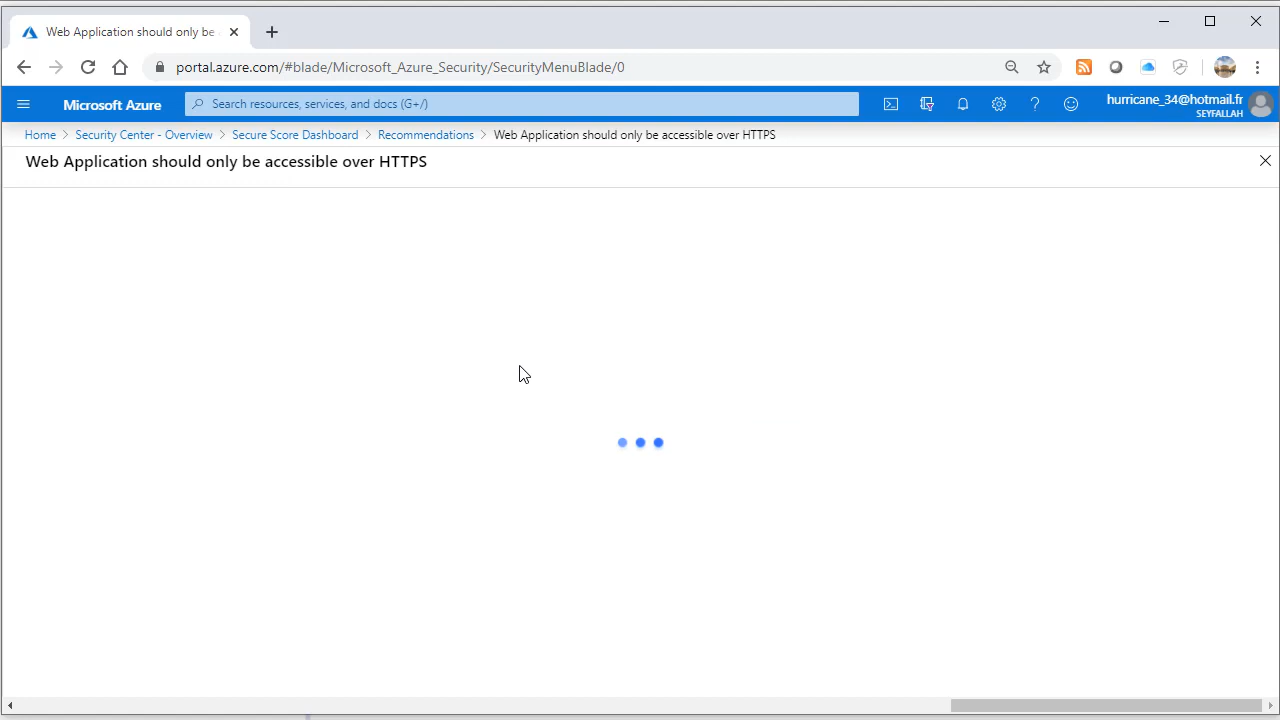 Web Application should only be
portal.azure.com/#blade/Microsoft_Azure_Security/SecurityMenuBlade/0
Microsoft Azure
Search resources, services, and docs (G+/)
hurricane_34@hotmail.fr
SEYFALLAH
Home > Security Center - Overview > Secure Score Dashboard > Recommendations > Web Application should only be accessible over HTTPS
Web Application should only be accessible over HTTPS